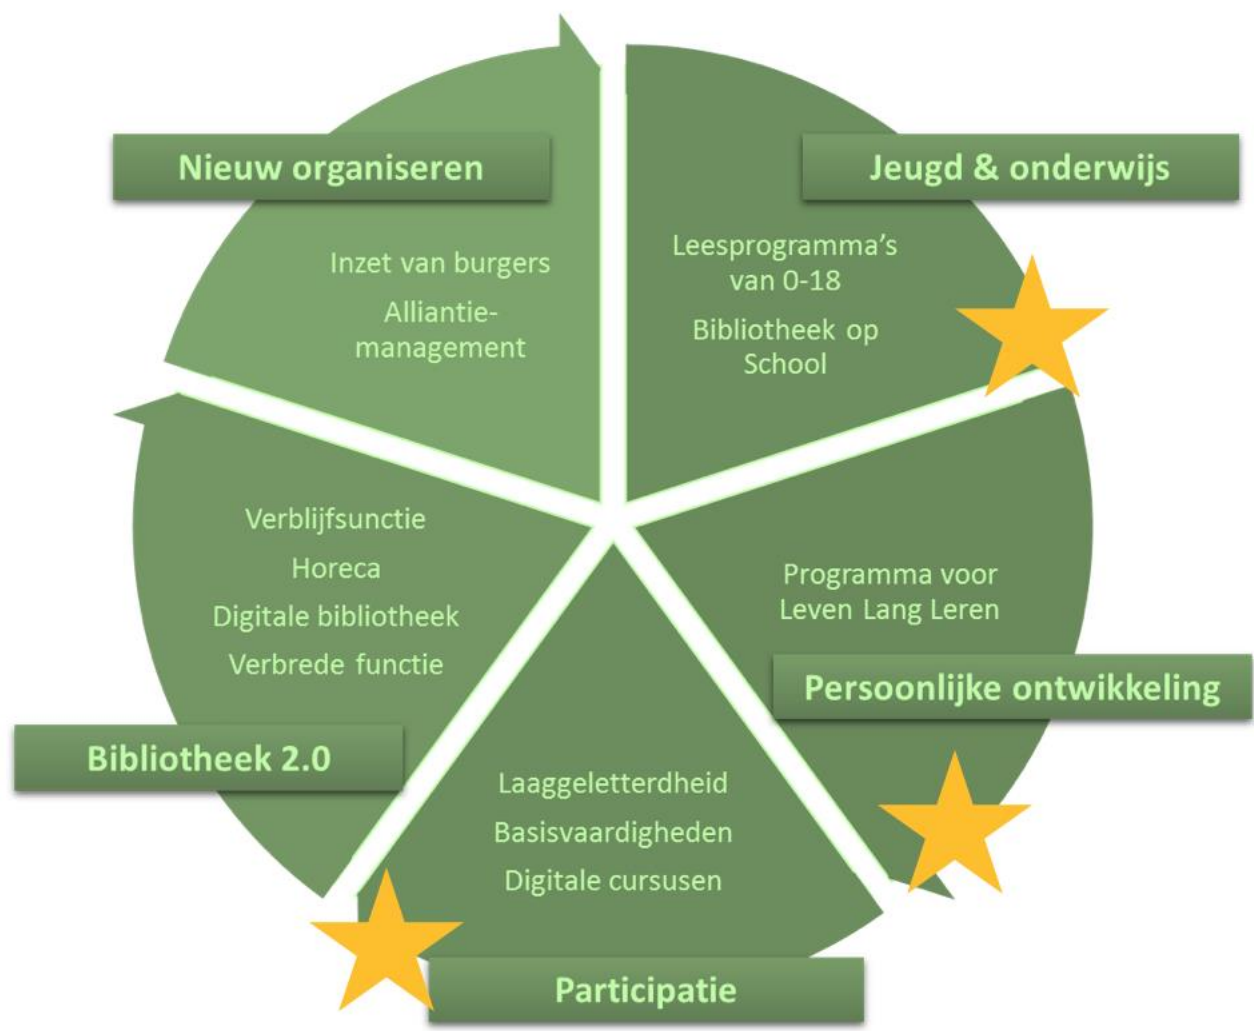 Nieuw organiseren
Inzet van burgers
Alliantie-
management
Jeugd & onderwijs
Leesprogramma's
van 0-18
Bibliotheek op
School
Programma voor
Leven Lang Leren
Persoonlijke ontwikkeling
Laaggeletterdheid
Basisvaardigheden
Digitale cursusen
Participatie
Verblijfsunctie
Horeca
Digitale bibliotheek
Verbrede functie
Bibliotheek 2.0